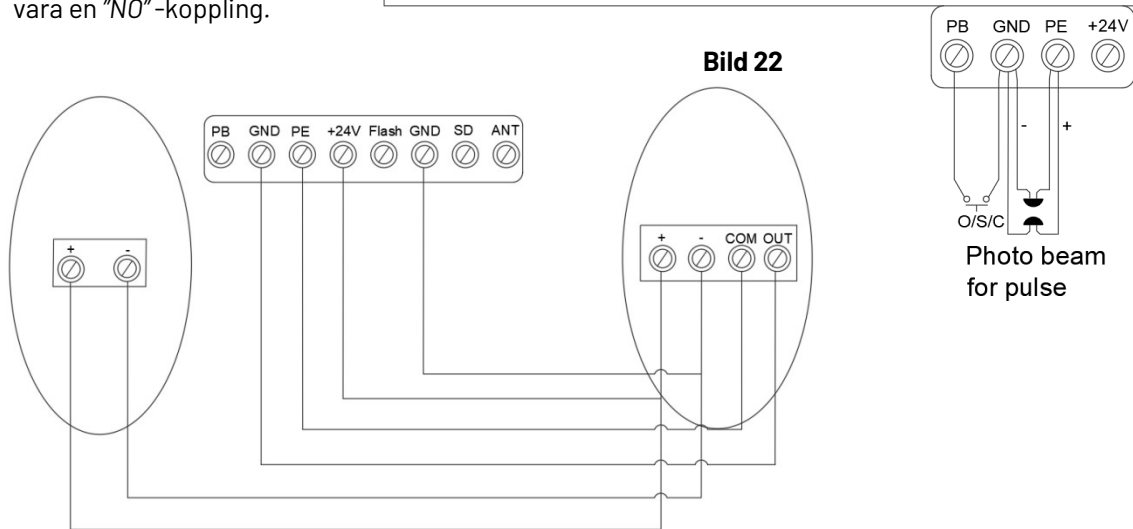 vara en "NO" -koppling.
Bild 22
PB GND PE +24V
PB GND PE +24V Flash GND SD ANT
- +
O/S/C
+ -
+ - COM OUT
Photo beam
for pulse